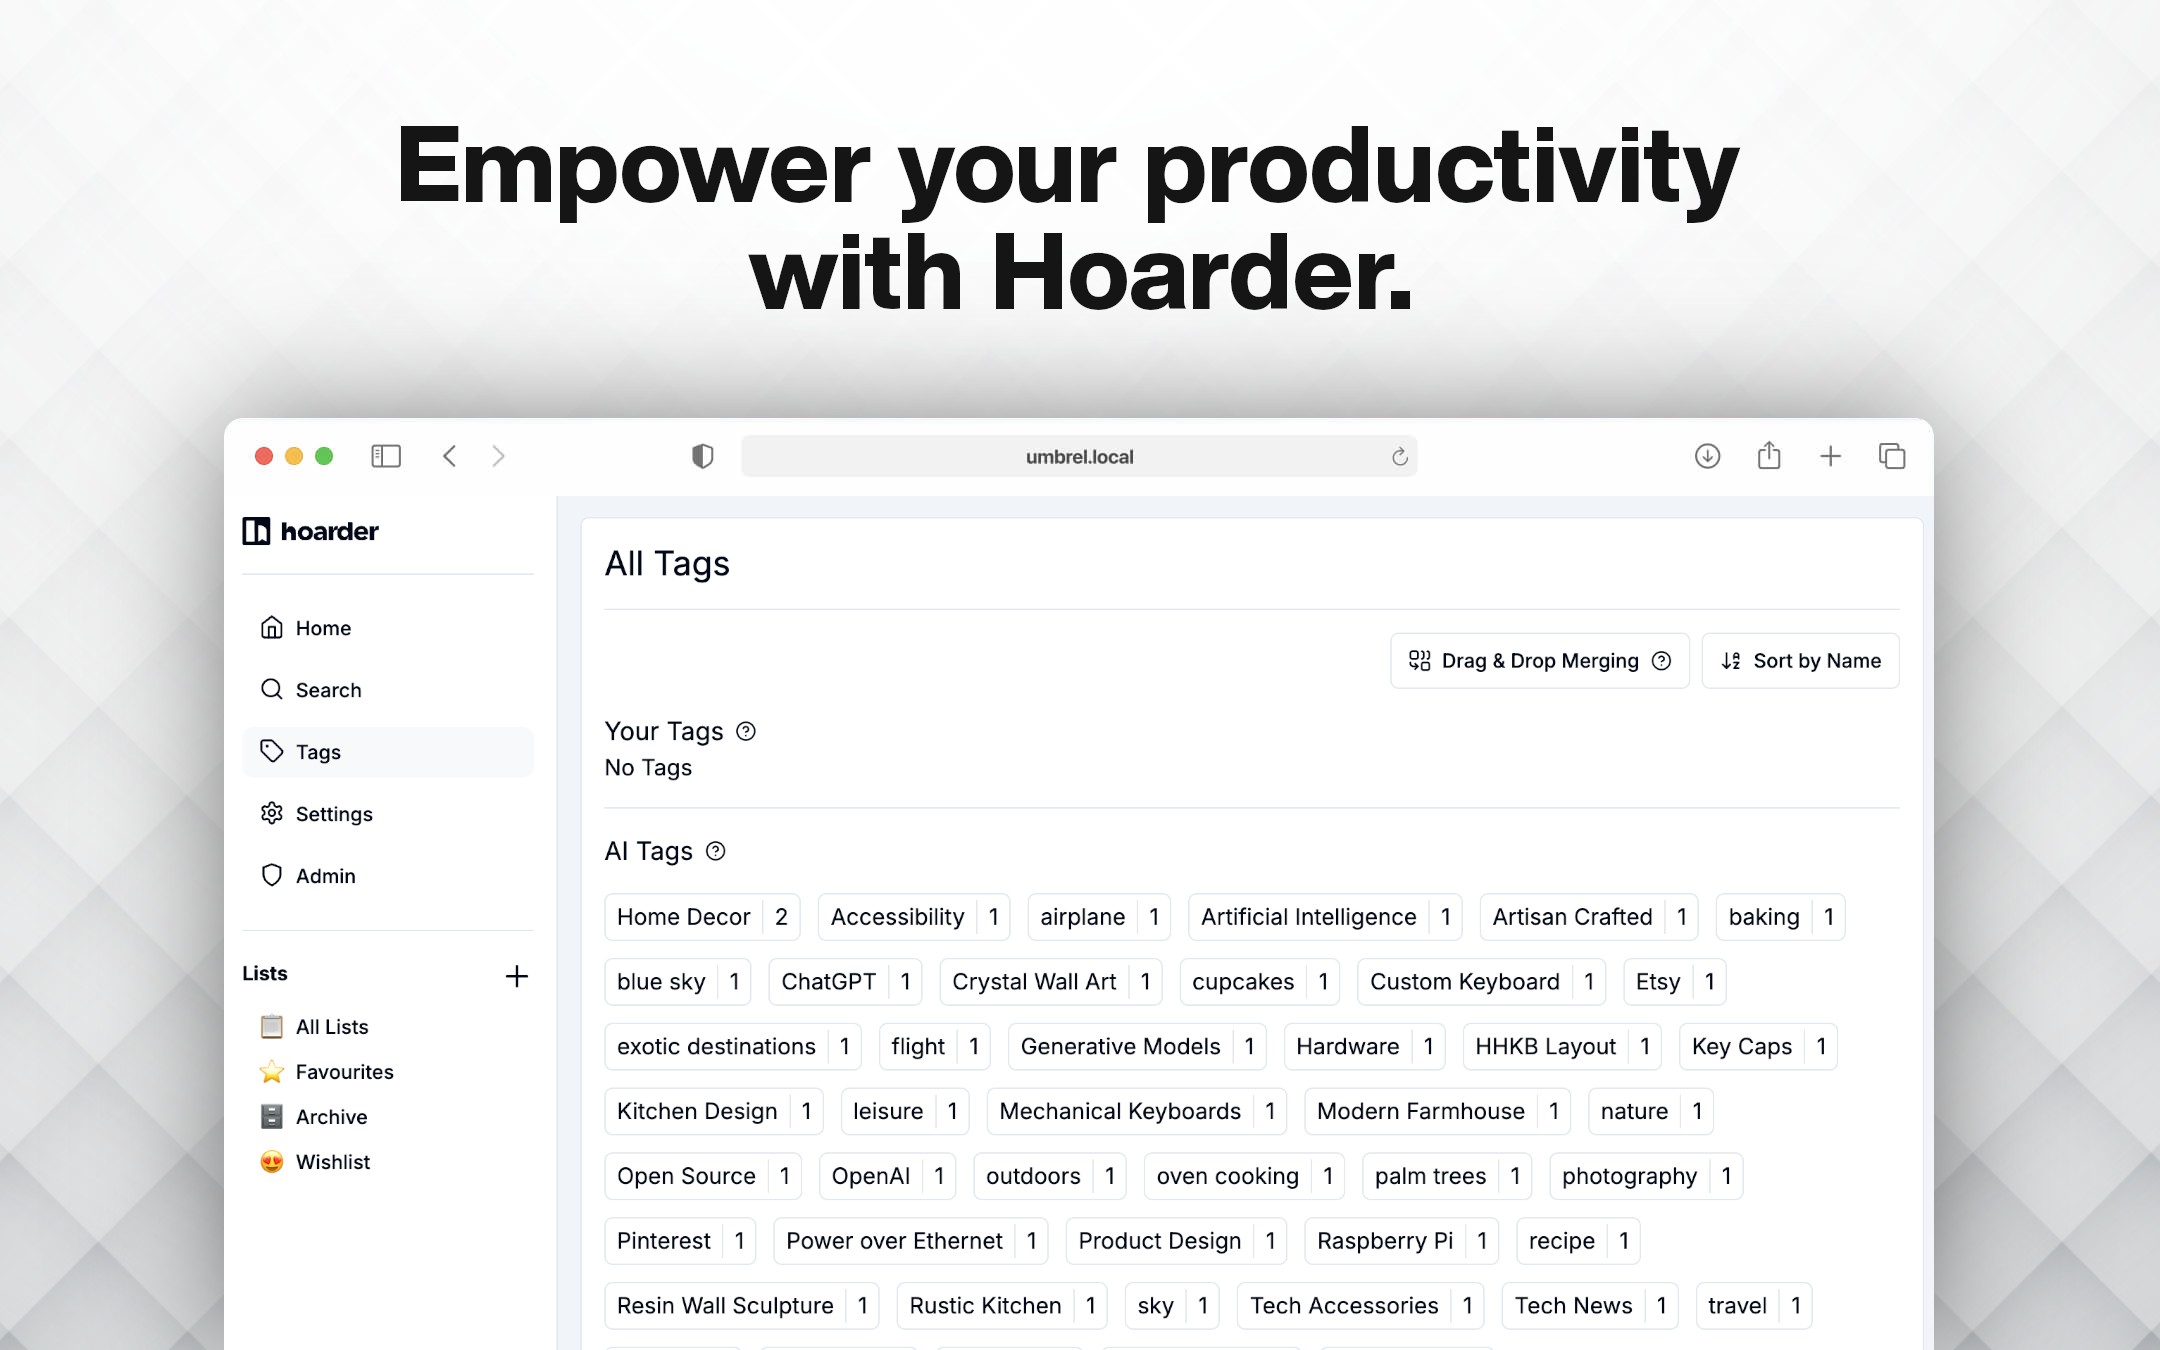 Empower your productivity
with Hoarder.
umbrel.local
hoarder
Home
Search
Tags
Settings
Admin
Lists
All Lists
Favourites
Archive
Wishlist
All Tags
Drag & Drop Merging Sort by Name
Your Tags
No Tags
AI Tags
Home Decor 2 Accessibility 1 airplane 1 Artificial Intelligence 1 Artisan Crafted 1 baking 1
blue sky 1 ChatGPT 1 Crystal Wall Art 1 cupcakes 1 Custom Keyboard 1 Etsy 1
exotic destinations 1 flight 1 Generative Models 1 Hardware 1 HHKB Layout 1 Key Caps 1
Kitchen Design 1 leisure 1 Mechanical Keyboards 1 Modern Farmhouse 1 nature 1
Open Source 1 OpenAI 1 outdoors 1 oven cooking 1 palm trees 1 photography 1
Pinterest 1 Power over Ethernet 1 Product Design 1 Raspberry Pi 1 recipe 1
Resin Wall Sculpture 1 Rustic Kitchen 1 sky 1 Tech Accessories 1 Tech News 1 travel 1